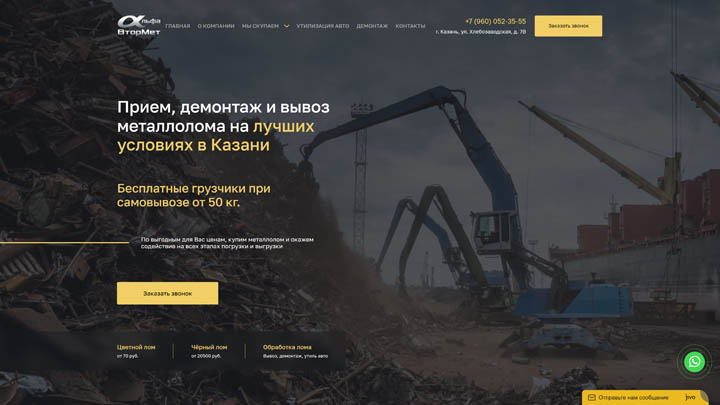 Альфа
ВторМет
ГЛАВНАЯ О КОМПАНИИ МЫ СКУПАЕМ УТИЛИЗАЦИЯ АВТО ДЕМОНТАЖ КОНТАКТЫ
+7 (960) 052-35-55
г. Казань, ул. Хлебозаводская, д. 7В
Заказать звонок
Прием, демонтаж и вывоз
металлолома на лучших
условиях в Казани
Бесплатные грузчики при
самовывозе от 50 кг.
По выгодным для Вас ценам, купим металлолом и окажем
содействие на всех этапах погрузки и выгрузки
Заказать звонок
Цветной лом
от 70 руб.
Чёрный лом
от 20500 руб.
Обработка лома
Вывоз, демонтаж, утиль авто
Отправьте нам сообщение jivo